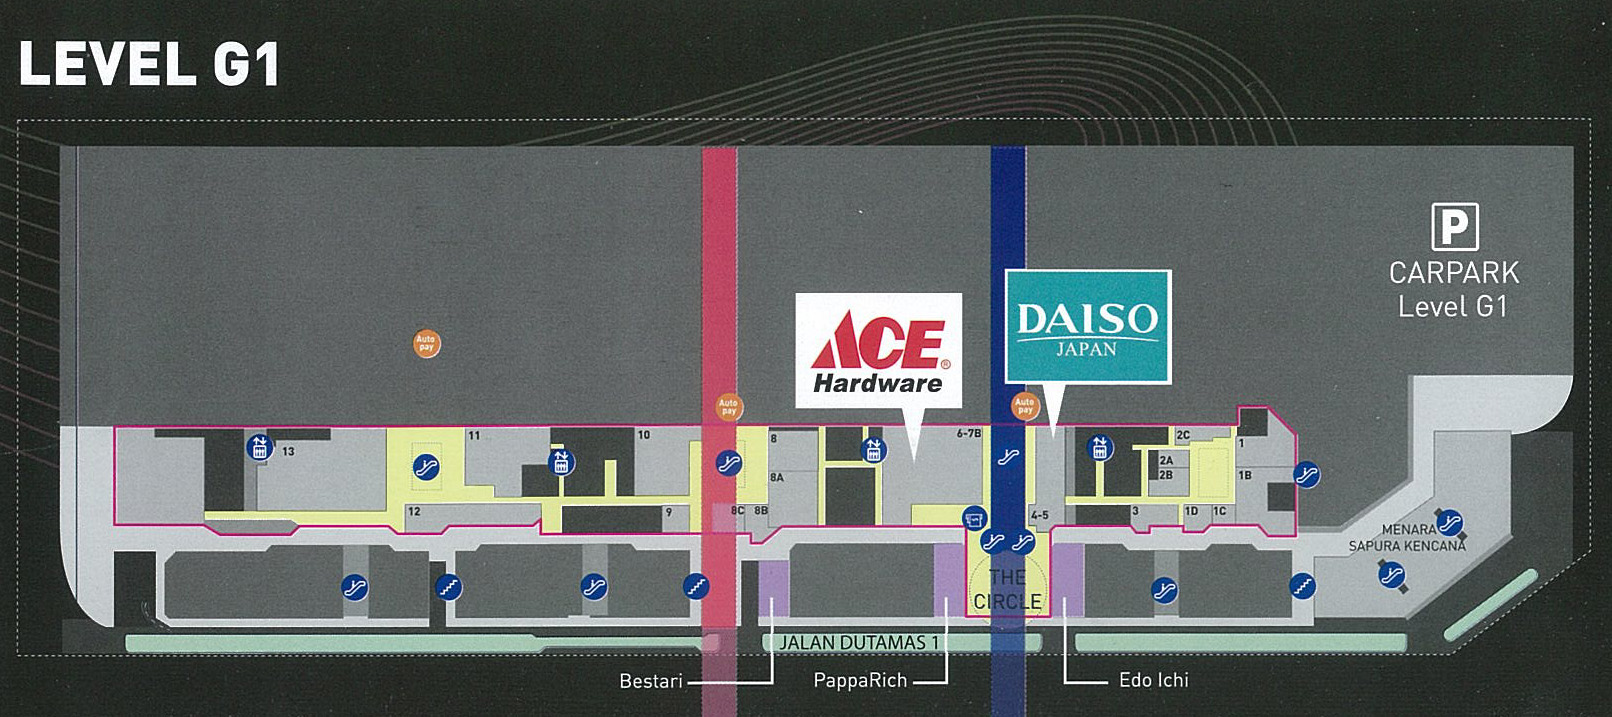 LEVEL G1
P
CARPARK
Level G1
DAISO
JAPAN
ACE®
Hardware
Auto
pay
Auto
pay
Auto
pay
13
11
10
8
6-7B
2C
1
8A
2A
2B
1B
12
9
8C
8B
4-5
3
1D
1C
MENARA
SAPURA KENCANA
THE
CIRCLE
JALAN DUTAMAS 1
Bestari
PappaRich
Edo Ichi